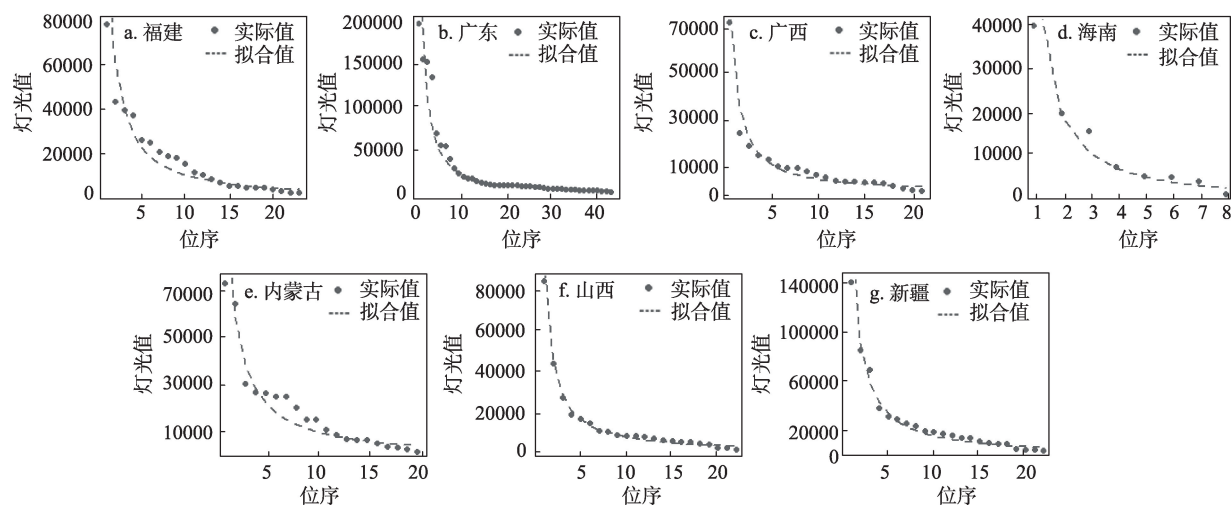 80000
60000
40000
20000
0
灯光值
a. 福建
实际值
拟合值
5
10
15
20
位序
200000
150000
100000
50000
0
灯光值
b. 广东
实际值
拟合值
0
10
20
30
40
位序
70000
50000
30000
10000
0
灯光值
c. 广西
实际值
拟合值
5
10
15
20
位序
40000
30000
20000
10000
0
灯光值
d. 海南
实际值
拟合值
1
2
3
4
5
6
7
8
位序
70000
50000
30000
10000
灯光值
e. 内蒙古
实际值
拟合值
5
10
15
20
位序
80000
60000
40000
20000
0
灯光值
f. 山西
实际值
拟合值
0
5
10
15
20
位序
140000
100000
60000
20000
0
灯光值
g. 新疆
实际值
拟合值
5
10
15
20
位序